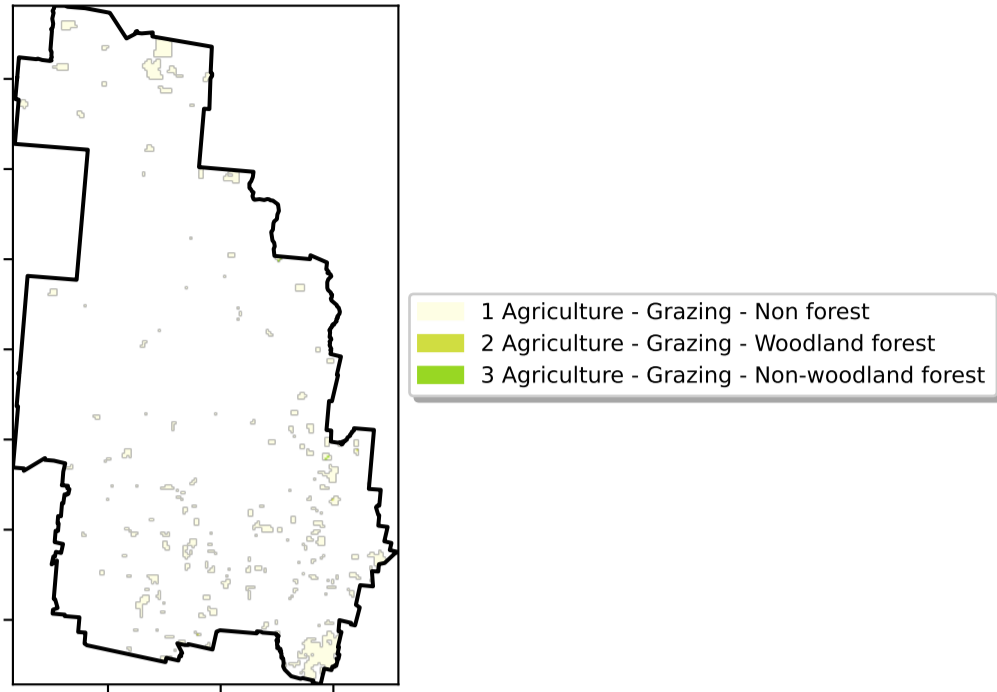 1 Agriculture - Grazing - Non forest
2 Agriculture - Grazing - Woodland forest
3 Agriculture - Grazing - Non-woodland forest